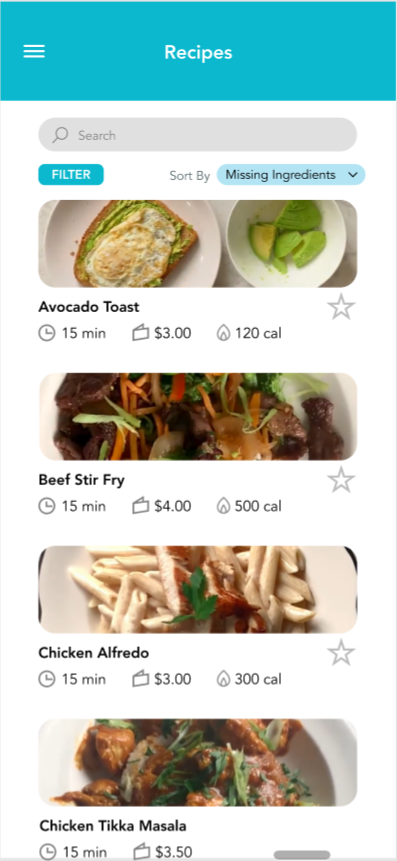 Recipes
Search
FILTER Sort By Missing Ingredients
Avocado Toast
15 min $3.00 120 cal
Beef Stir Fry
15 min $4.00 500 cal
Chicken Alfredo
15 min $3.00 300 cal
Chicken Tikka Masala
15 min $3.50